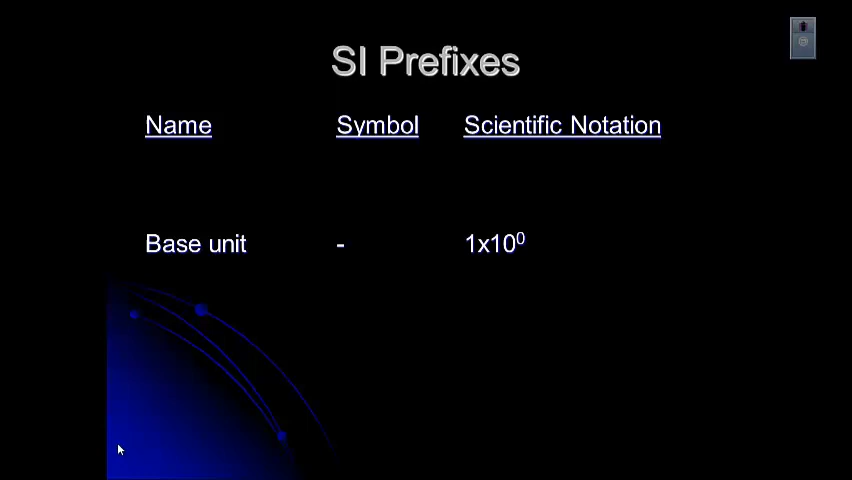 SI Prefixes
Name Symbol Scientific Notation
Base unit - 1x10⁰